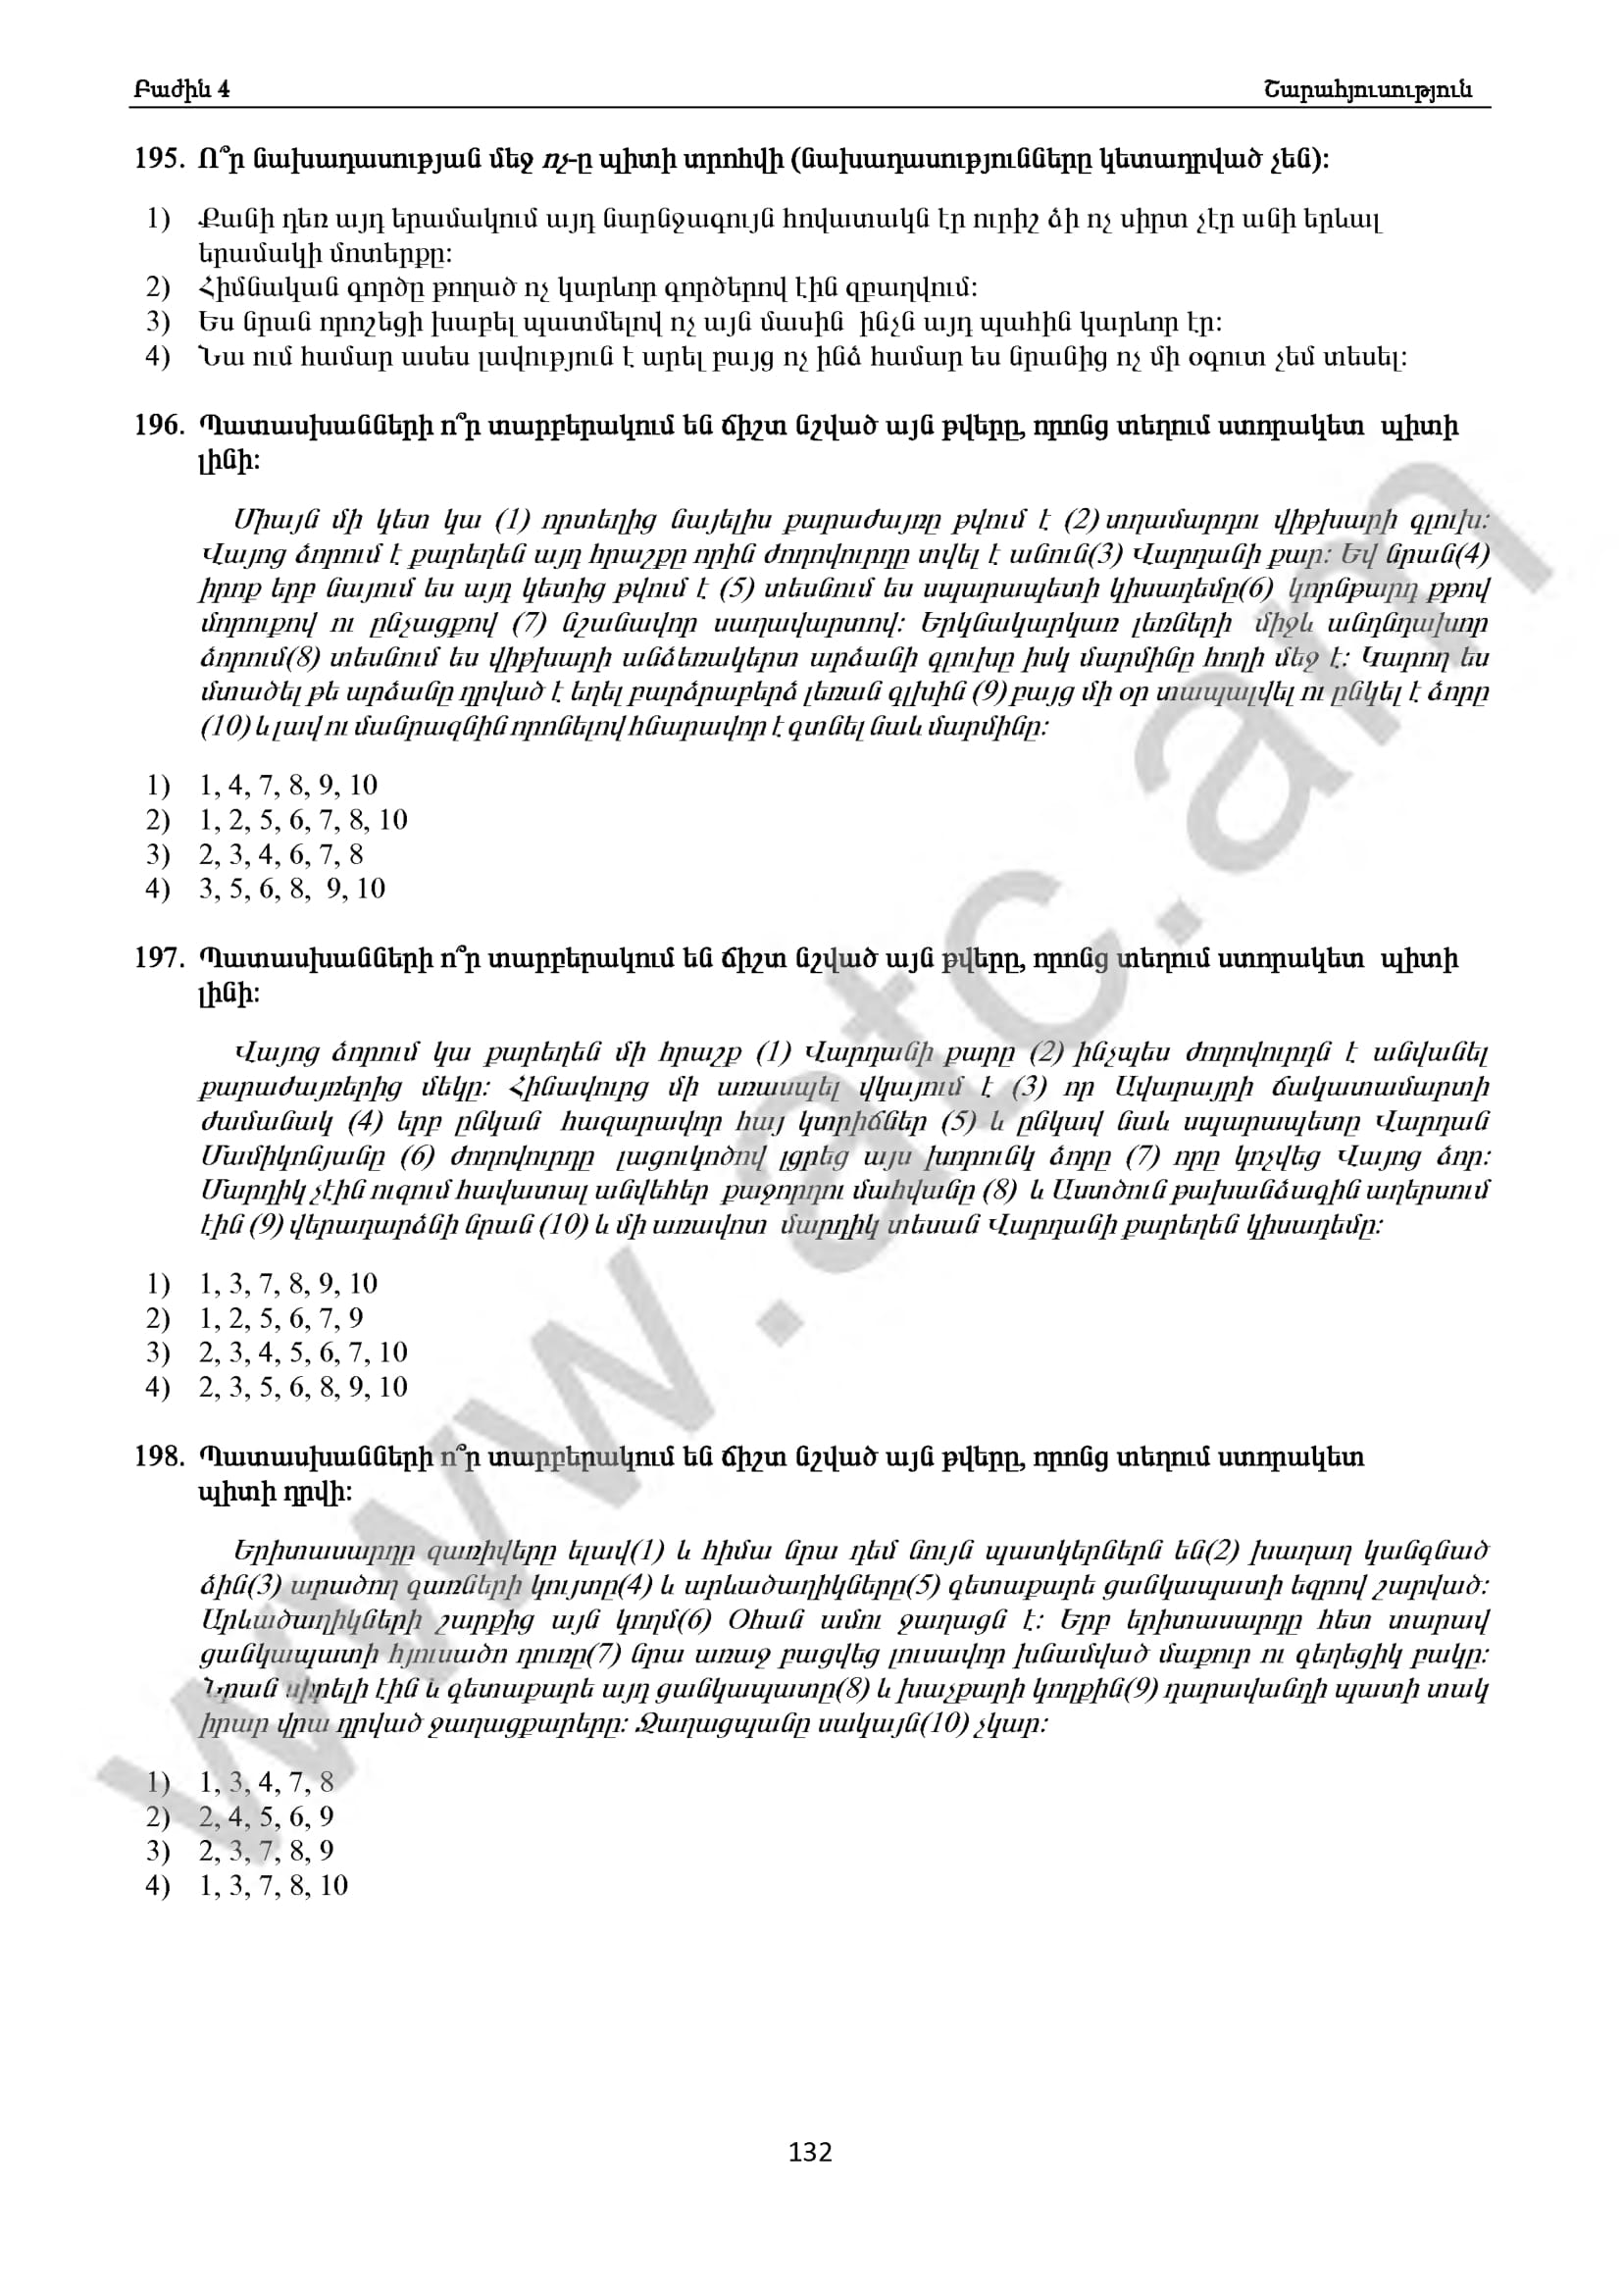 Բաժին 4 Շարահյուսություն
195. Ո՞ր նախադասության մեջ ոչ-ը պիտի տրոհվի (նախադասությունները կետադրված չեն):
1) Քանի դեռ այդ երամակում այդ նարնջագույն հովատակն էր ուրիշ ձի ոչ սիրտ չէր անի երևալ
երամակի մոտերքը:
2) Հիմնական գործը թողած ոչ կարևոր գործերով էին զբաղվում:
3) Ես նրան որոշեցի խաբել պատմելով ոչ այն մասին ինչն այդ պահին կարևոր էր:
4) Նա ում համար ասես լավություն է արել բայց ոչ ինձ համար ես նրանից ոչ մի օգուտ չեմ տեսել:
196. Պատասխանների ո՞ր տարբերակում են ճիշտ նշված այն թվերը, որոնց տեղում ստորակետ պիտի
լինի:
Միայն մի կետ կա (1) որտեղից նայելիս քարաժայռը թվում է (2) տղամարդու վիթխարի գլուխ:
Վայոց ձորում է քարեղեն այդ հրաշքը որին ժողովուրդը տվել է անուն(3) Վարդանի քար: Եվ նրան(4)
իրոք երբ նայում ես այդ կետից թվում է (5) տեսնում ես սպարապետի կիսադեմը(6) կորնթարդ քթով
մորուքով ու ընչացքով (7) նշանավոր սաղավարտով: Երկնակարկառ լեռների միջև անդնդախոր
ձորում(8) տեսնում ես վիթխարի անձեռակերտ արձանի գլուխը իսկ մարմինը հողի մեջ է: Կարող ես
մտածել թե արձանը դրված է եղել բարձրաբերձ լեռան գլխին (9) բայց մի օր տապալվել ու ընկել է ձորը
(10) և լավ ու մանրազնին որոնելով հնարավոր է գտնել նաև մարմինը:
1) 1, 4, 7, 8, 9, 10
2) 1, 2, 5, 6, 7, 8, 10
3) 2, 3, 4, 6, 7, 8
4) 3, 5, 6, 8, 9, 10
197. Պատասխանների ո՞ր տարբերակում են ճիշտ նշված այն թվերը, որոնց տեղում ստորակետ պիտի
լինի:
Վայոց ձորում կա քարեղեն մի հրաշք (1) Վարդանի քարը (2) ինչպես ժողովուրդն է անվանել
քարաժայռերից մեկը: Հինավուրց մի առասպել վկայում է (3) որ Ավարայրի ճակատամարտի
ժամանակ (4) երբ ընկան հազարավոր հայ կտրիճներ (5) և ընկավ նաև սպարապետը Վարդան
Մամիկոնյանը (6) ժողովուրդը լացուկոծով լցրեց այս խորունկ ձորը (7) որը կոչվեց Վայոց ձոր:
Մարդիկ չէին ուզում հավատալ անվեհեր քաջորդու մահվանը (8) և Աստծուն թախանձագին աղերսում
էին (9) վերադարձնի նրան (10) և մի առավոտ մարդիկ տեսան Վարդանի քարեղեն կիսադեմը:
1) 1, 3, 7, 8, 9, 10
2) 1, 2, 5, 6, 7, 9
3) 2, 3, 4, 5, 6, 7, 10
4) 2, 3, 5, 6, 8, 9, 10
198. Պատասխանների ո՞ր տարբերակում են ճիշտ նշված այն թվերը, որոնց տեղում ստորակետ
պիտի դրվի:
Երիտասարդը զառիվերը ելավ(1) և հիմա նրա դեմ նույն պատկերներն են(2) խաղաղ կանգնած
ձին(3) արածող գառների կույտը(4) և արևածաղիկները(5) գետաքարե ցանկապատի եզրով շարված:
Արևածաղիկների շարքից այն կողմ(6) Օհան ամու ջաղացն է: Երբ երիտասարդը հետ տարավ
ցանկապատի հյուսածո դուռը(7) նրա առաջ բացվեց լուսավոր խնամված մաքուր ու գեղեցիկ բակը:
Նրան սիրելի էին և գետաքարե այդ ցանկապատը(8) և խաչքարի կողքին(9) դարավանդի պատի տակ
իրար վրա դրված ջաղացքարերը: Ջաղացպանը սակայն(10) չկար:
1) 1, 3, 4, 7, 8
2) 2, 4, 5, 6, 9
3) 2, 3, 7, 8, 9
4) 1, 3, 7, 8, 10
132
www.atc.am